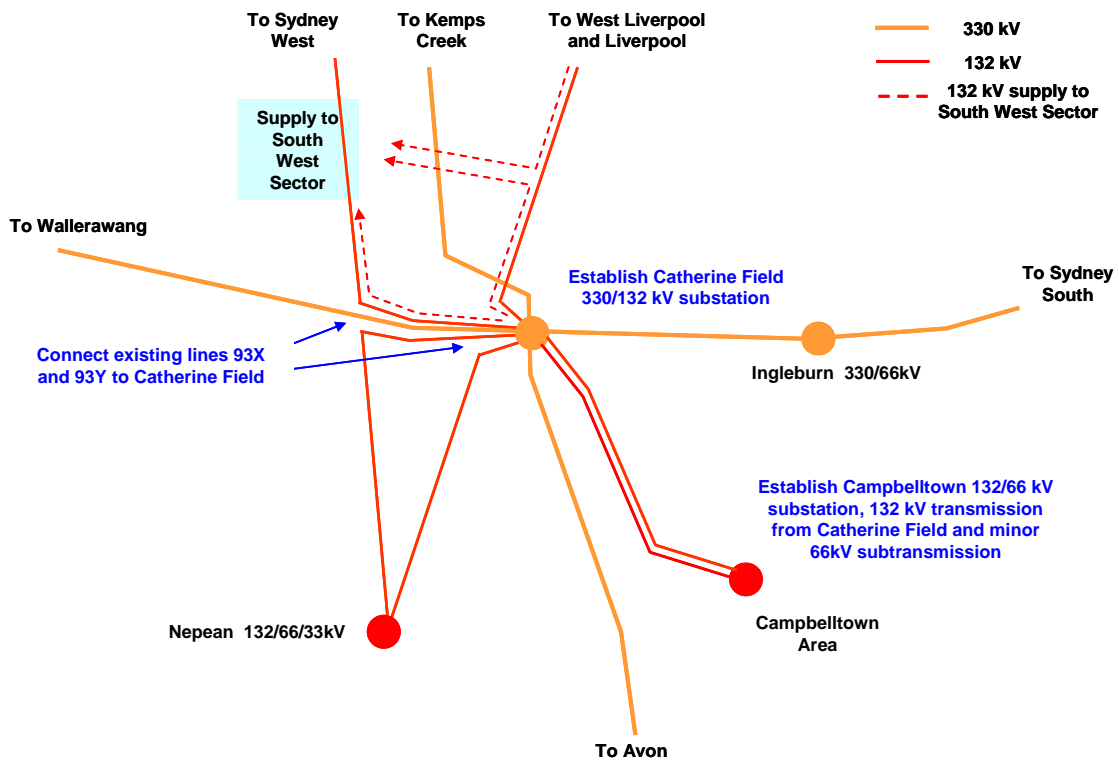 To Sydney
West
To Kemps
Creek
To West Liverpool
and Liverpool
330 kV
132 kV
132 kV supply to
South West Sector
Supply to
South
West
Sector
To Wallerawang
Establish Catherine Field
330/132 kV substation
To Sydney
South
Connect existing lines 93X
and 93Y to Catherine Field
Ingleburn 330/66kV
Establish Campbelltown 132/66 kV
substation, 132 kV transmission
from Catherine Field and minor
66kV subtransmission
Nepean 132/66/33kV
Campbelltown
Area
To Avon